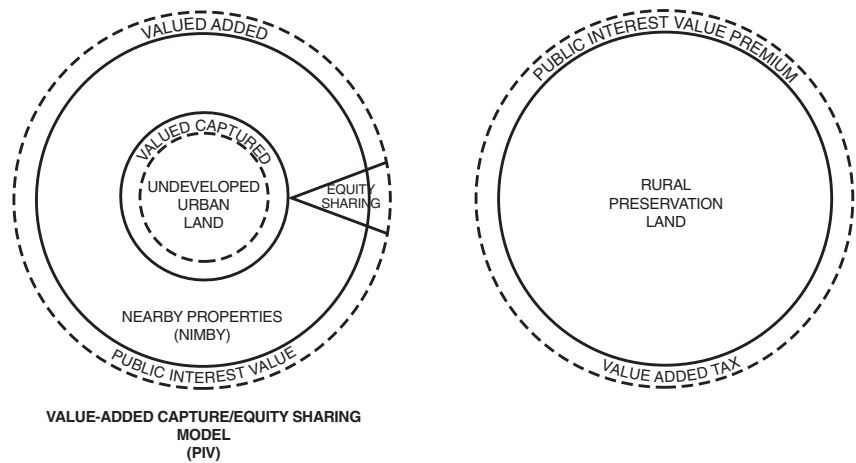 VALUED ADDED
VALUED CAPTURED
UNDEVELOPED
URBAN
LAND
EQUITY
SHARING
NEARBY PROPERTIES
(NIMBY)
PUBLIC INTEREST VALUE
VALUE-ADDED CAPTURE/EQUITY SHARING
MODEL
(PIV)
PUBLIC INTEREST VALUE PREMIUM
RURAL
PRESERVATION
LAND
VALUE ADDED TAX